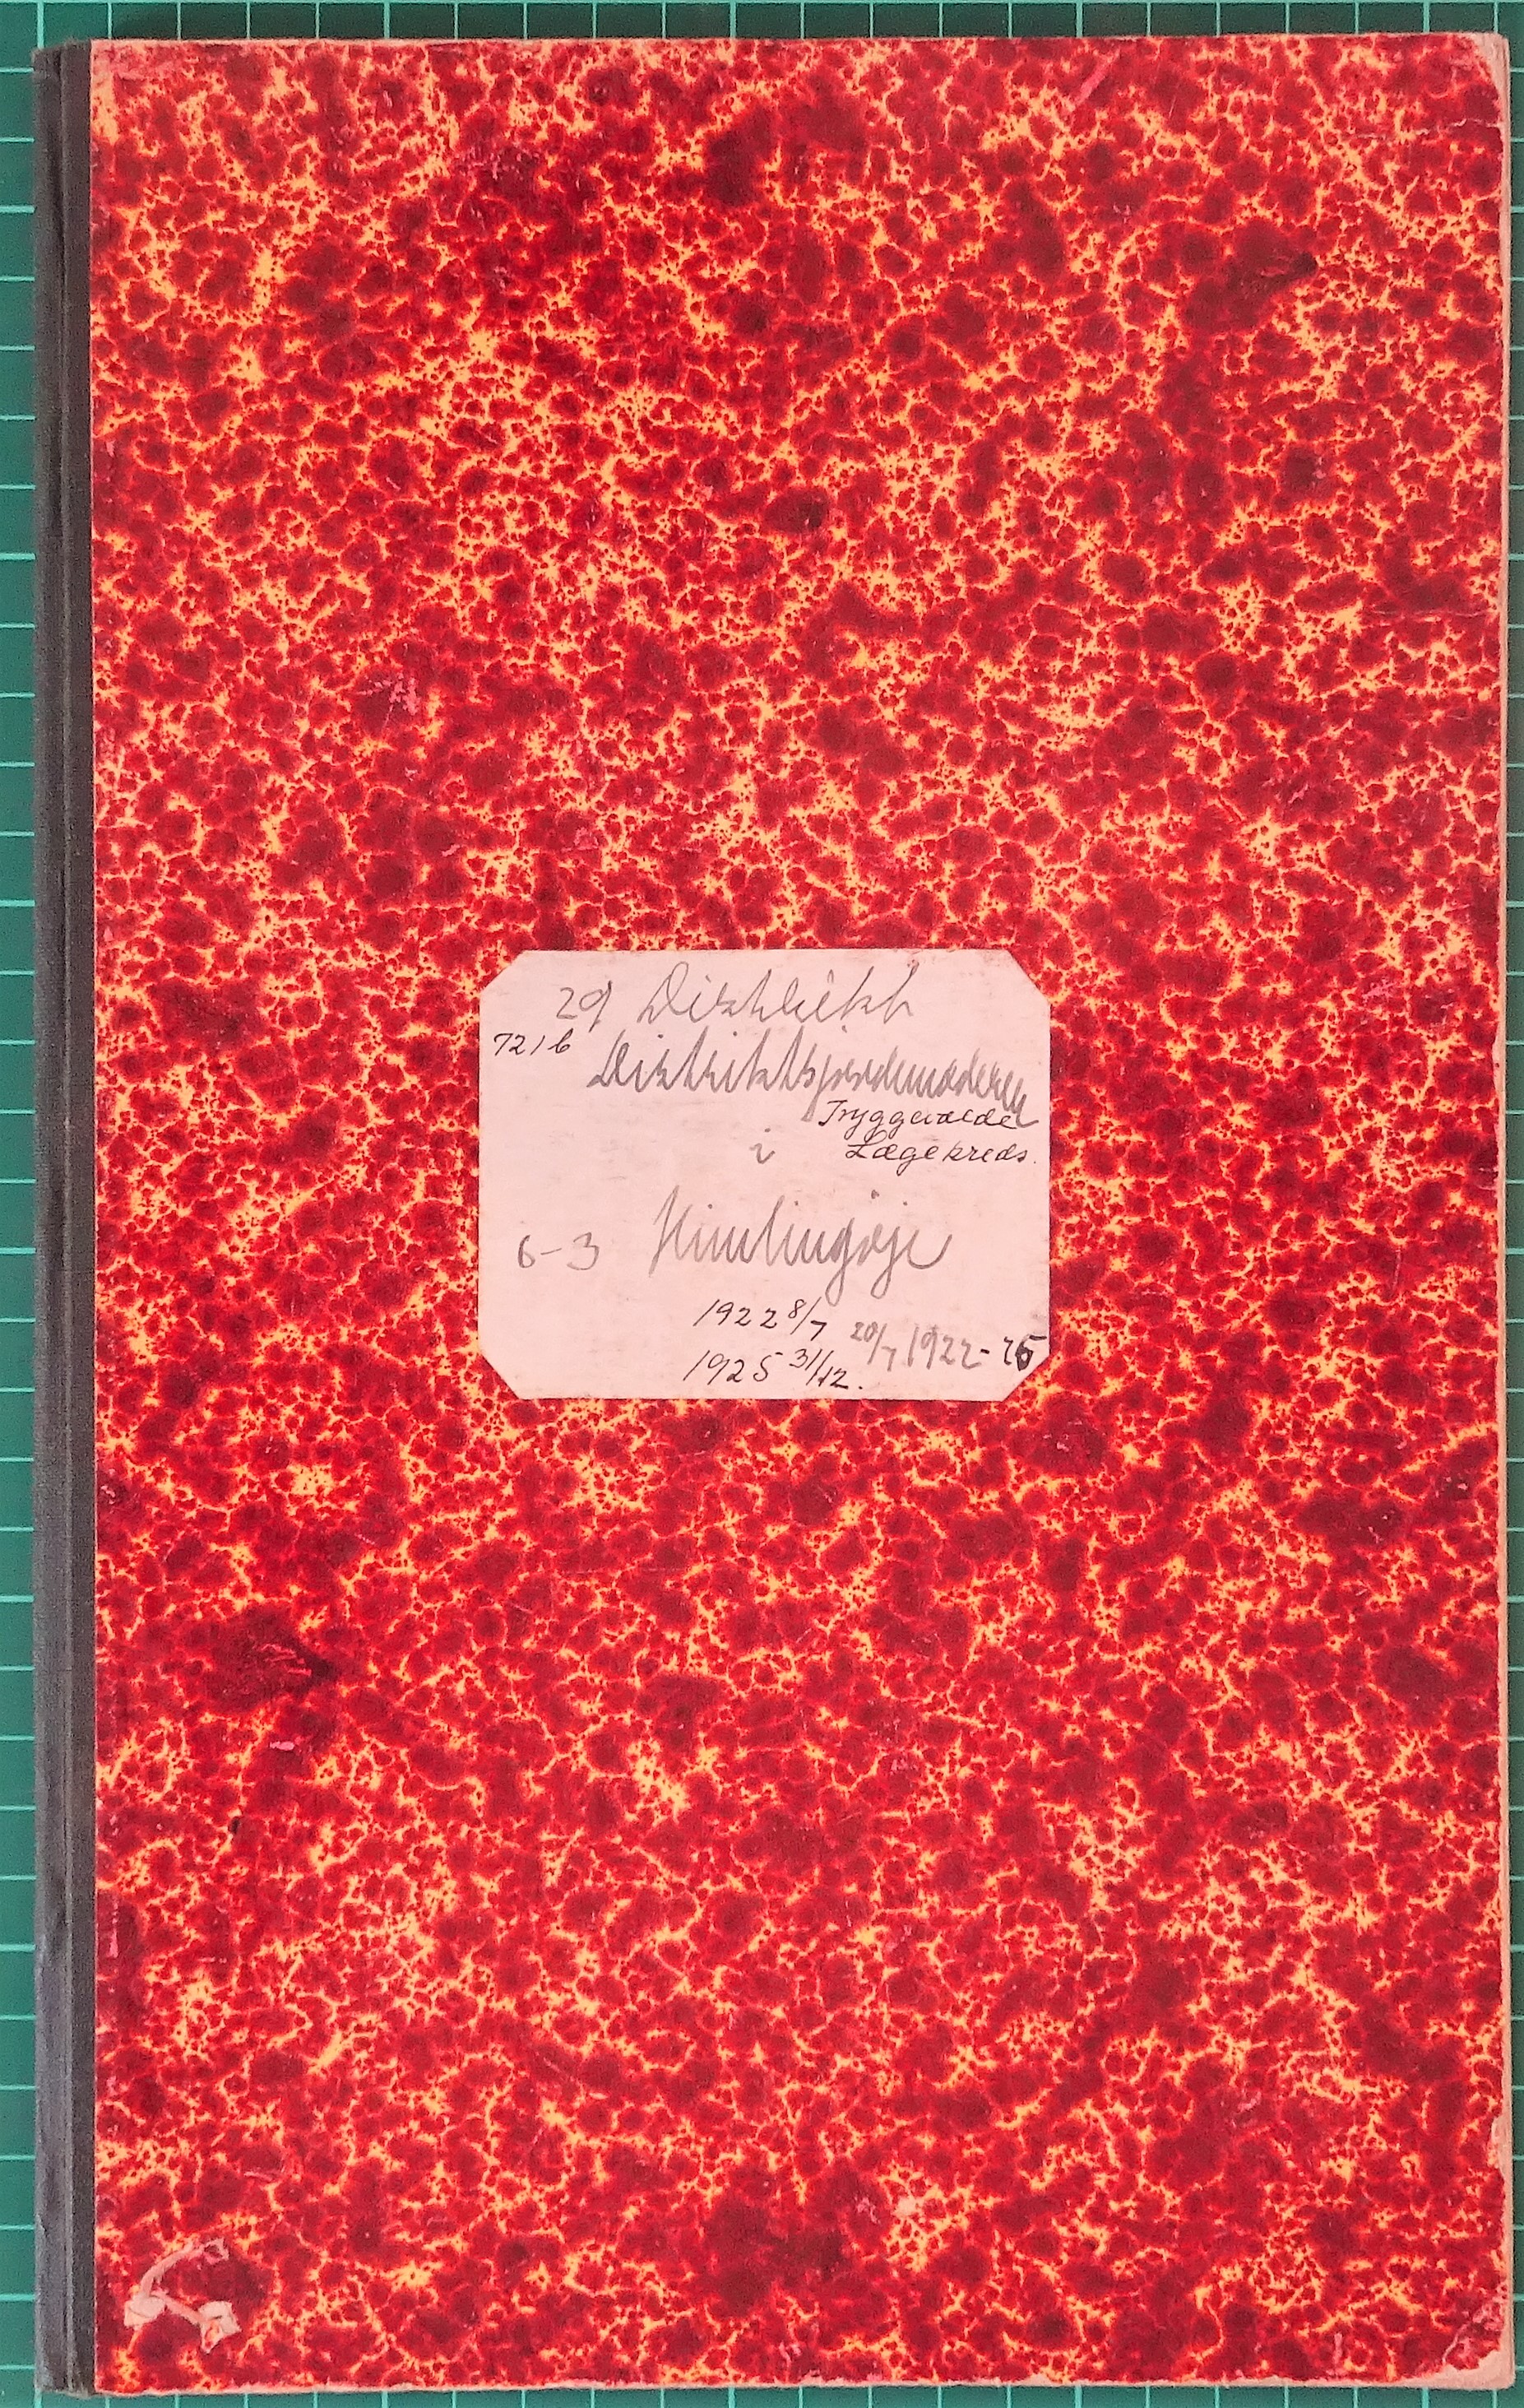 29 Distrikt
7216 Distriktsjordemoderen
Tryggevælde
i Lægekreds.
6-3 Himlingøje
1922 8/7
20/7 1922-25
1925 31/12.